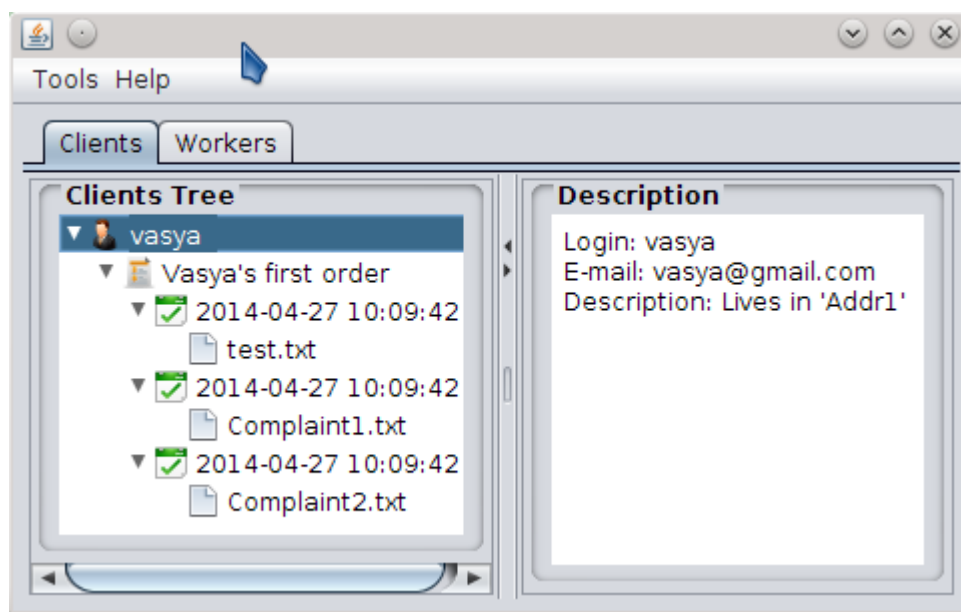 Tools Help
Clients Workers
Clients Tree
vasya
Vasya's first order
2014-04-27 10:09:42
test.txt
2014-04-27 10:09:42
Complaint1.txt
2014-04-27 10:09:42
Complaint2.txt
Description
Login: vasya
E-mail: vasya@gmail.com
Description: Lives in 'Addr1'